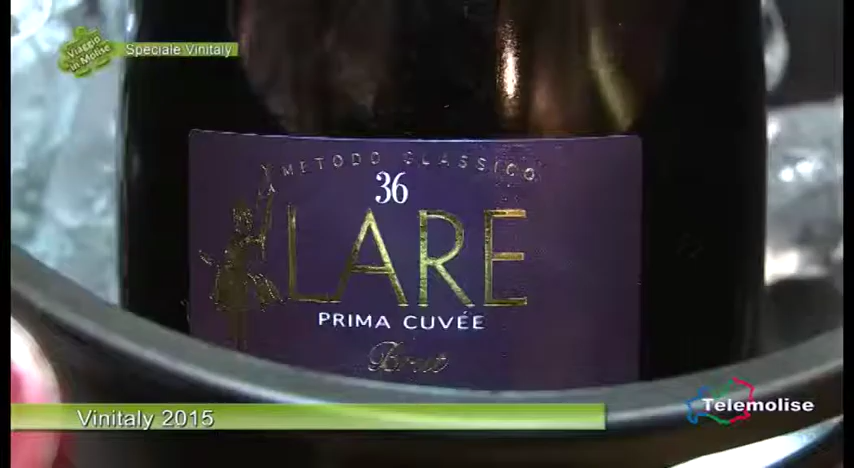 Viaggio
in Molise
Speciale Vinitaly
METODO CLASSICO
36
LARE
PRIMA CUVÉE
Brut
Vinitaly 2015
Telemolise